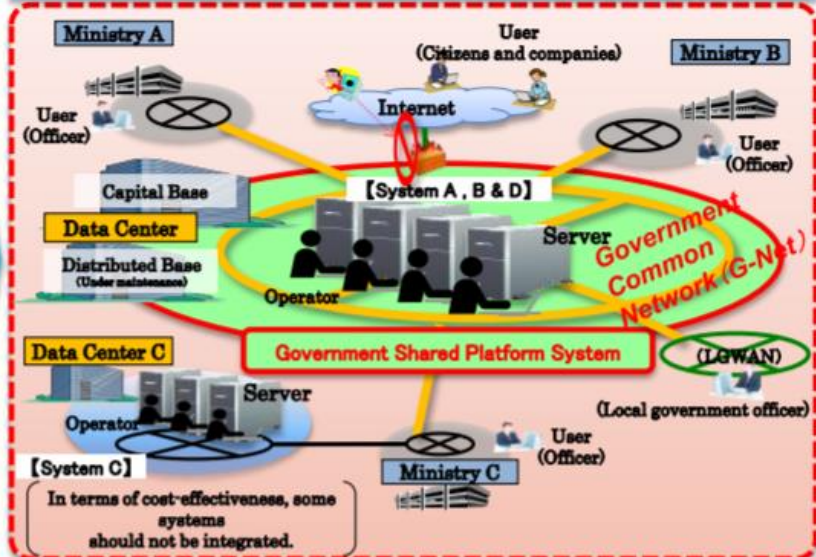 Ministry A
User
(Citizens and companies)
Ministry B
Internet
User
(Officer)
User
(Officer)
Capital Base
【System A , B & D】
Data Center
Server
Government
Common
Network (G-Net)
Distributed Base
(Under maintenance)
Operator
Data Center C
Government Shared Platform System
(LGWAN)
Server
(Local government officer)
Operator
User
(Officer)
【System C】
Ministry C
In terms of cost-effectiveness, some
systems
should not be integrated.